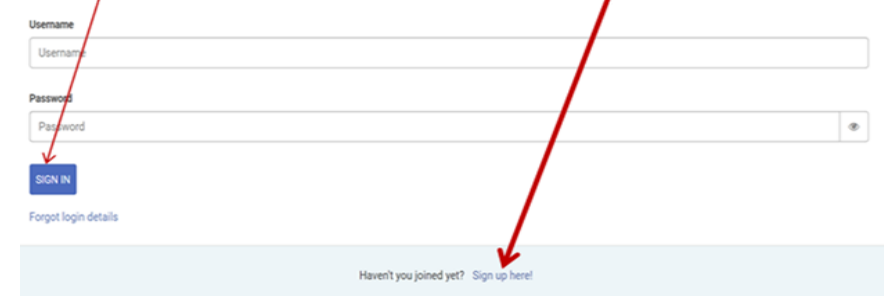 Username
Username
Password
Password
SIGN IN
Forgot login details
Haven't you joined yet? Sign up here!